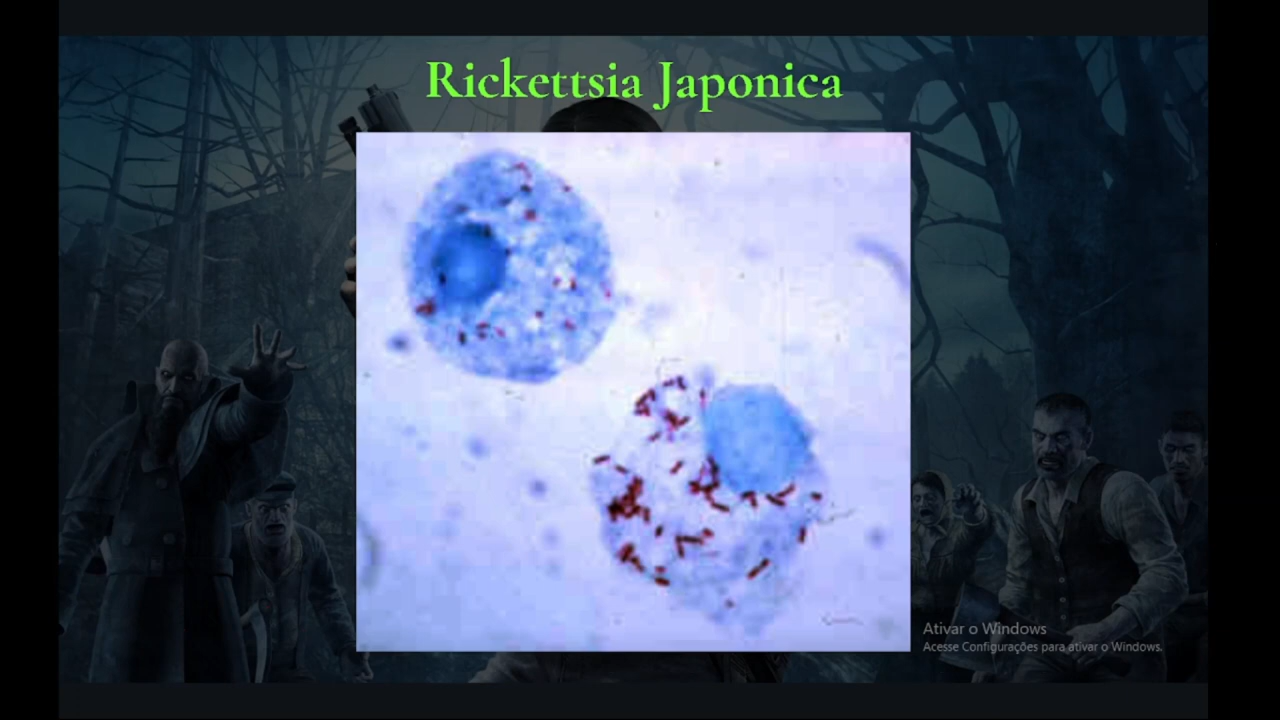 Rickettsia Japonica
Ativar o Windows
Acesse Configurações para ativar o Windows.